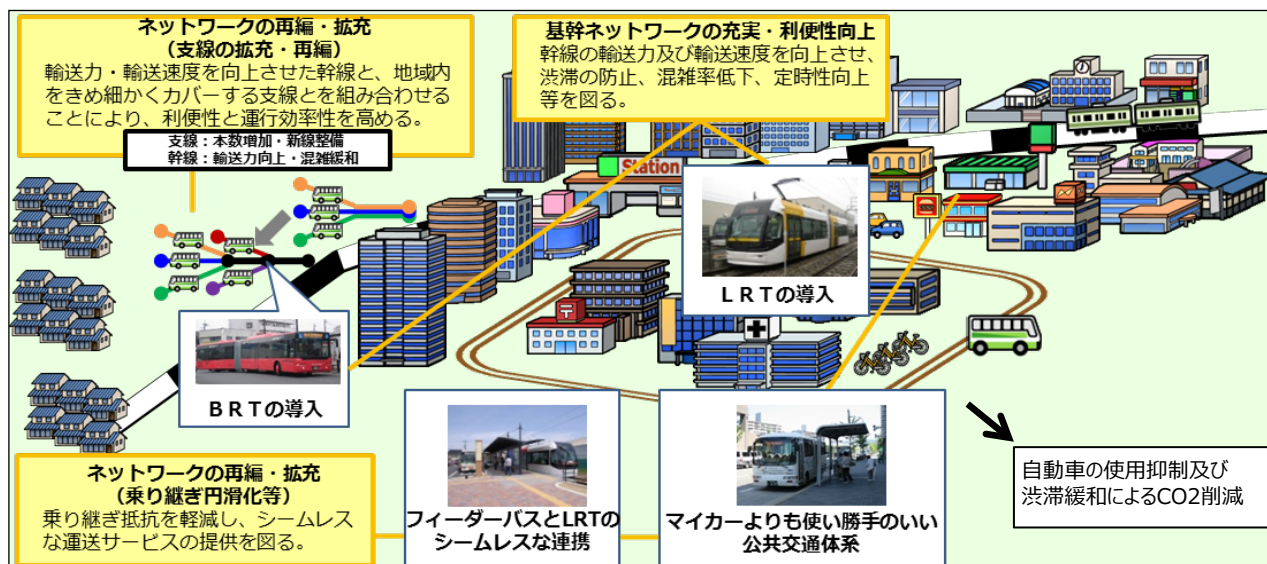 ネットワークの再編・拡充
(支線の拡充・再編)
輸送力・輸送速度を向上させた幹線と、地域内
をきめ細かくカバーする支線とを組み合わせる
ことにより、利便性と運行効率性を高める。
支線：本数増加・新線整備
幹線：輸送力向上・混雑緩和
基幹ネットワークの充実・利便性向上
幹線の輸送力及び輸送速度を向上させ、
渋滞の防止、混雑率低下、定時性向上
等を図る。
Station
ＬＲＴの導入
〒
ＢＲＴの導入
ネットワークの再編・拡充
(乗り継ぎ円滑化等)
乗り継ぎ抵抗を軽減し、シームレス
な運送サービスの提供を図る。
フィーダーバスとLRTの
シームレスな連携
マイカーよりも使い勝手のいい
公共交通体系
自動車の使用抑制及び
渋滞緩和によるCO2削減